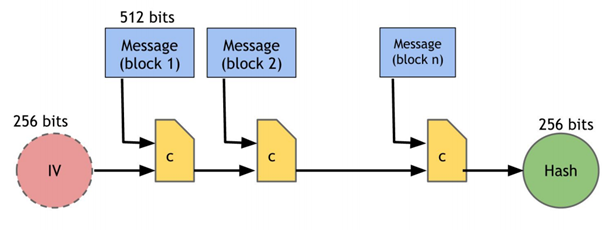 512 bits
Message
(block 1)
Message
(block 2)
Message
(block n)
256 bits
IV
c
c
c
256 bits
Hash